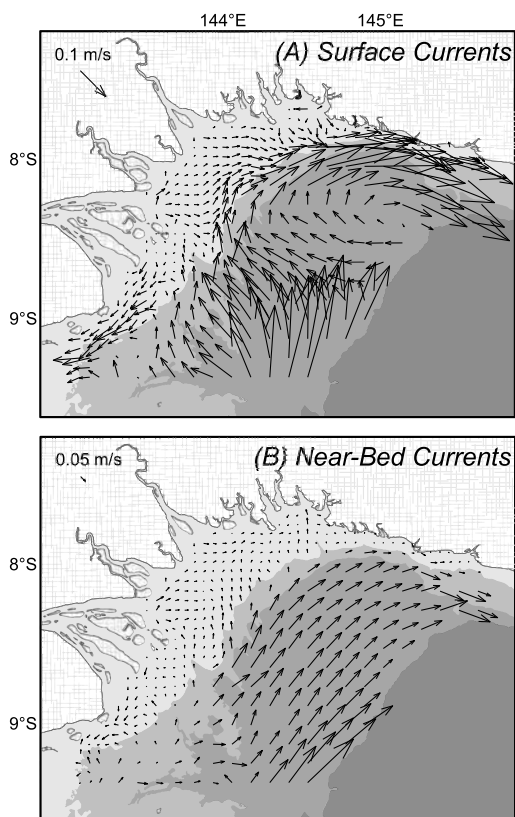 144°E 145°E
0.1 m/s
(A) Surface Currents
8°S
9°S
0.05 m/s
(B) Near-Bed Currents
8°S
9°S